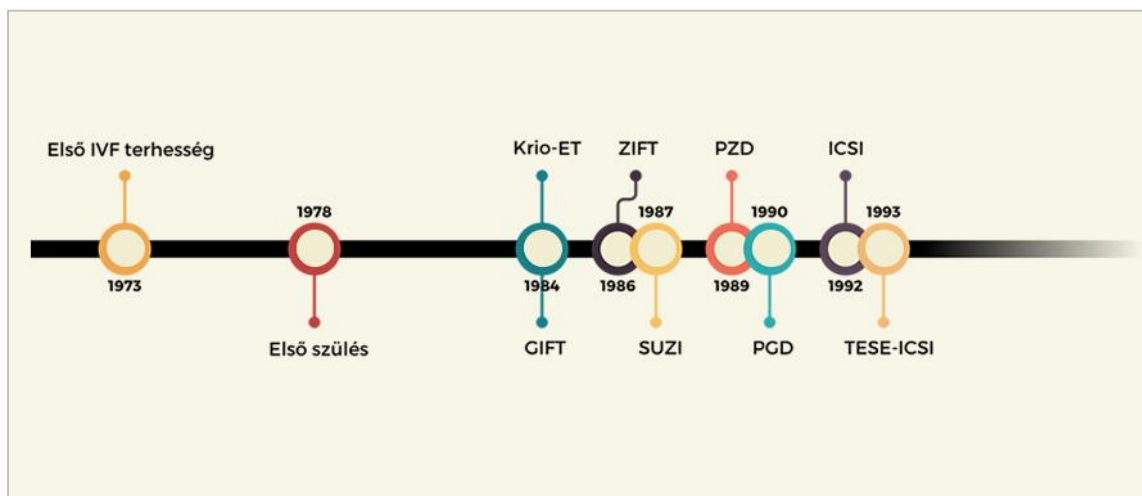 Első IVF terhesség
Krio-ET
ZIFT
PZD
ICSI
1978
1987
1990
1993
1973
1984
1986
1989
1992
Első szülés
GIFT
SUZI
PGD
TESE-ICSI